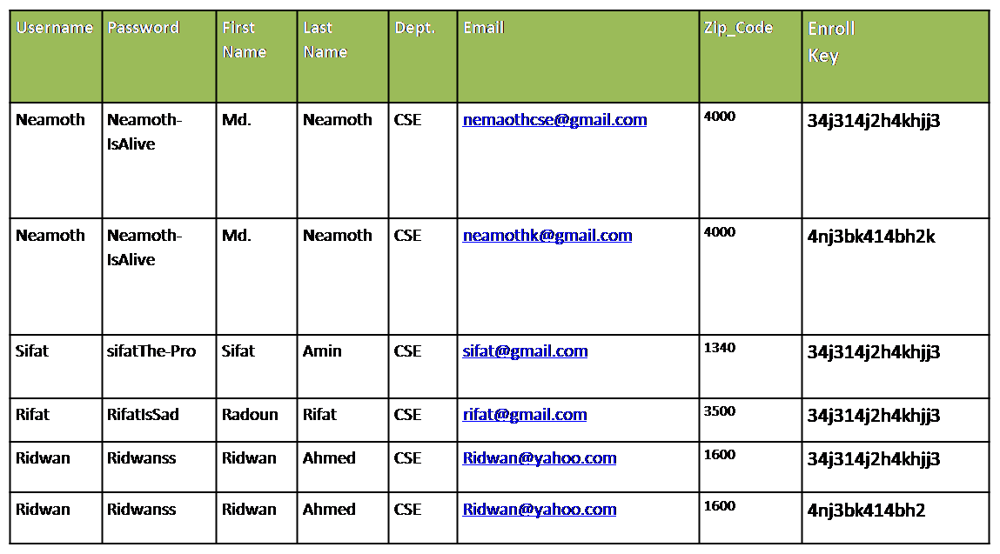 Username Password First Name Last Name Dept. Email Zip_Code Enroll Key
Neamoth Neamoth-IsAlive Md. Neamoth CSE nemaothcse@gmail.com 4000 34j314j2h4khjj3
Neamoth Neamoth-IsAlive Md. Neamoth CSE neamothk@gmail.com 4000 4nj3bk414bh2k
Sifat sifatThe-Pro Sifat Amin CSE sifat@gmail.com 1340 34j314j2h4khjj3
Rifat RifatIsSad Radoun Rifat CSE rifat@gmail.com 3500 34j314j2h4khjj3
Ridwan Ridwanss Ridwan Ahmed CSE Ridwan@yahoo.com 1600 34j314j2h4khjj3
Ridwan Ridwanss Ridwan Ahmed CSE Ridwan@yahoo.com 1600 4nj3bk414bh2